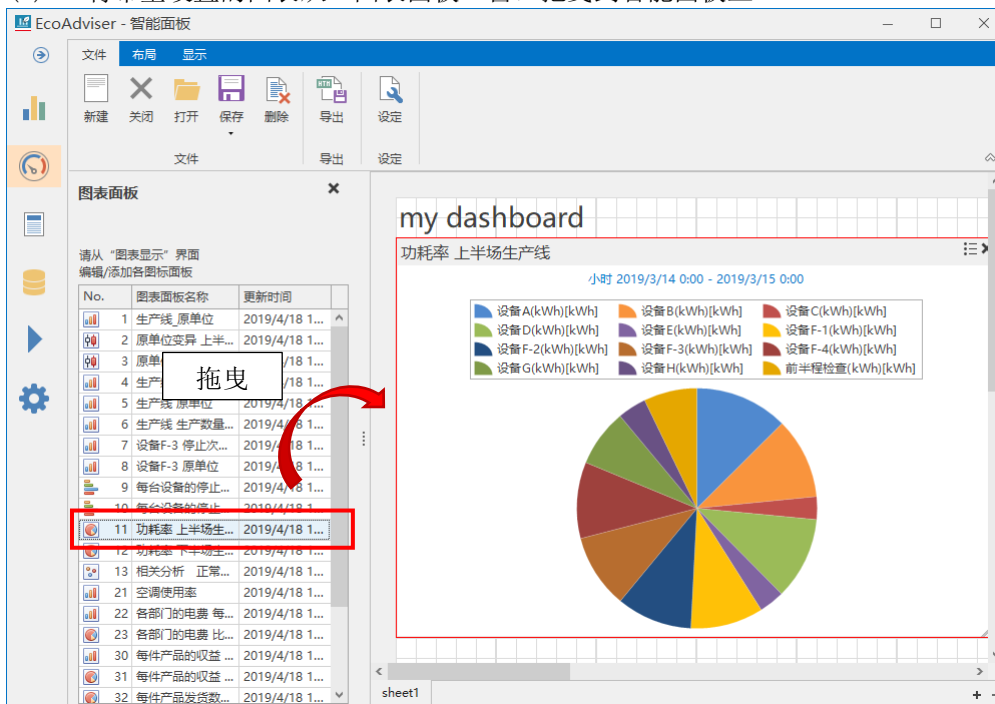 EcoAdviser - 智能面板
文件 布局 显示
新建 关闭 打开 保存 删除 导出 设定
文件 导出 设定
图表面板
请从 “图表显示” 界面
编辑/添加各图标面板
No. 图表面板名称 更新时间
1 生产线_原单位 2019/4/18 1...
2 原单位变异 上半... 2019/4/18 1...
3 原单 /18 1...
4 生产 /18 1...
拖曳
5 生产线 原单位 2019/4/18 1...
6 生产线 生产数量... 2019/4/18 1...
7 设备F-3 停止次... 2019/4/18 1...
8 设备F-3 原单位 2019/4/18 1...
9 每台设备的停止... 2019/4/18 1...
10 每台设备的停止... 2019/4/18 1...
11 功耗率 上半场生... 2019/4/18 1...
12 功耗率 下半场生... 2019/4/18 1...
13 相关分析 正常... 2019/4/18 1...
21 空调使用率 2019/4/18 1...
22 各部门的电费 每... 2019/4/18 1...
23 各部门的电费 比... 2019/4/18 1...
30 每件产品的收益 ... 2019/4/18 1...
31 每件产品的收益 ... 2019/4/18 1...
32 每件产品发货数... 2019/4/18 1...
my dashboard
功耗率 上半场生产线
小时 2019/3/14 0:00 - 2019/3/15 0:00
设备A(kWh)[kWh] 设备B(kWh)[kWh] 设备C(kWh)[kWh]
设备D(kWh)[kWh] 设备E(kWh)[kWh] 设备F-1(kWh)[kWh]
设备F-2(kWh)[kWh] 设备F-3(kWh)[kWh] 设备F-4(kWh)[kWh]
设备G(kWh)[kWh] 设备H(kWh)[kWh] 前半程检查(kWh)[kWh]
sheet1